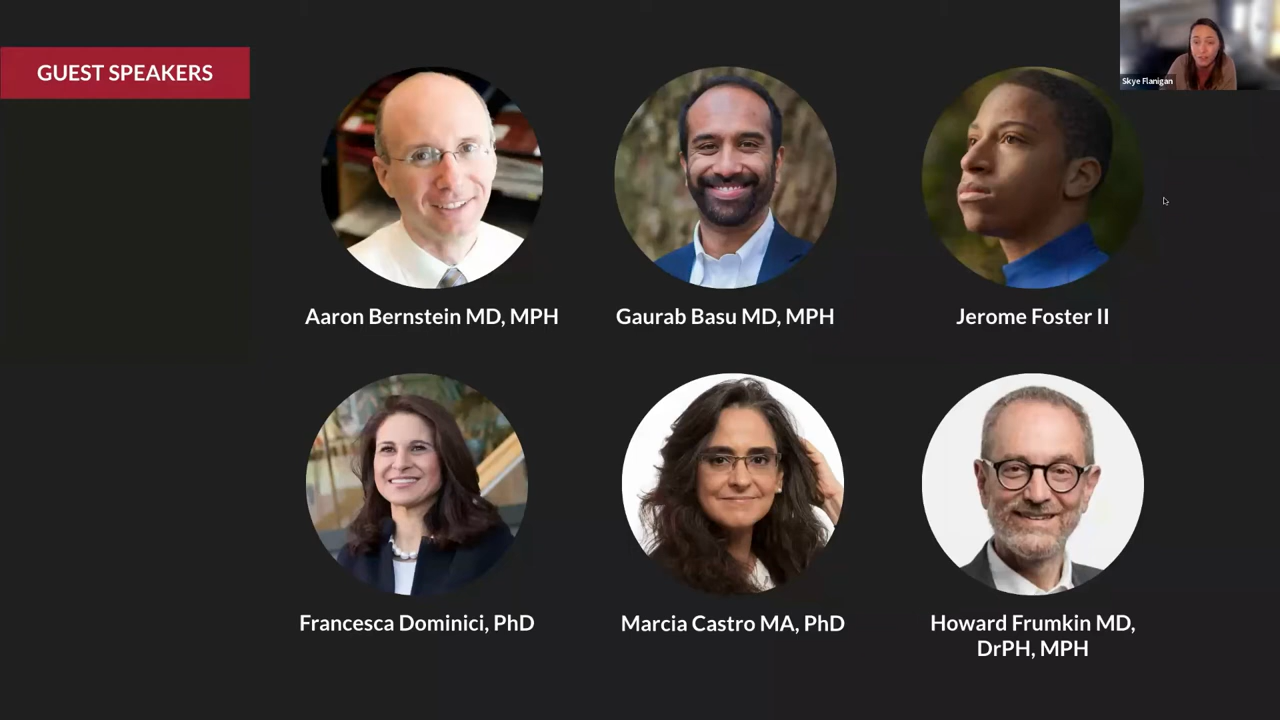 GUEST SPEAKERS
Skye Flanigan
Aaron Bernstein MD, MPH
Gaurab Basu MD, MPH
Jerome Foster II
Francesca Dominici, PhD
Marcia Castro MA, PhD
Howard Frumkin MD,
DrPH, MPH